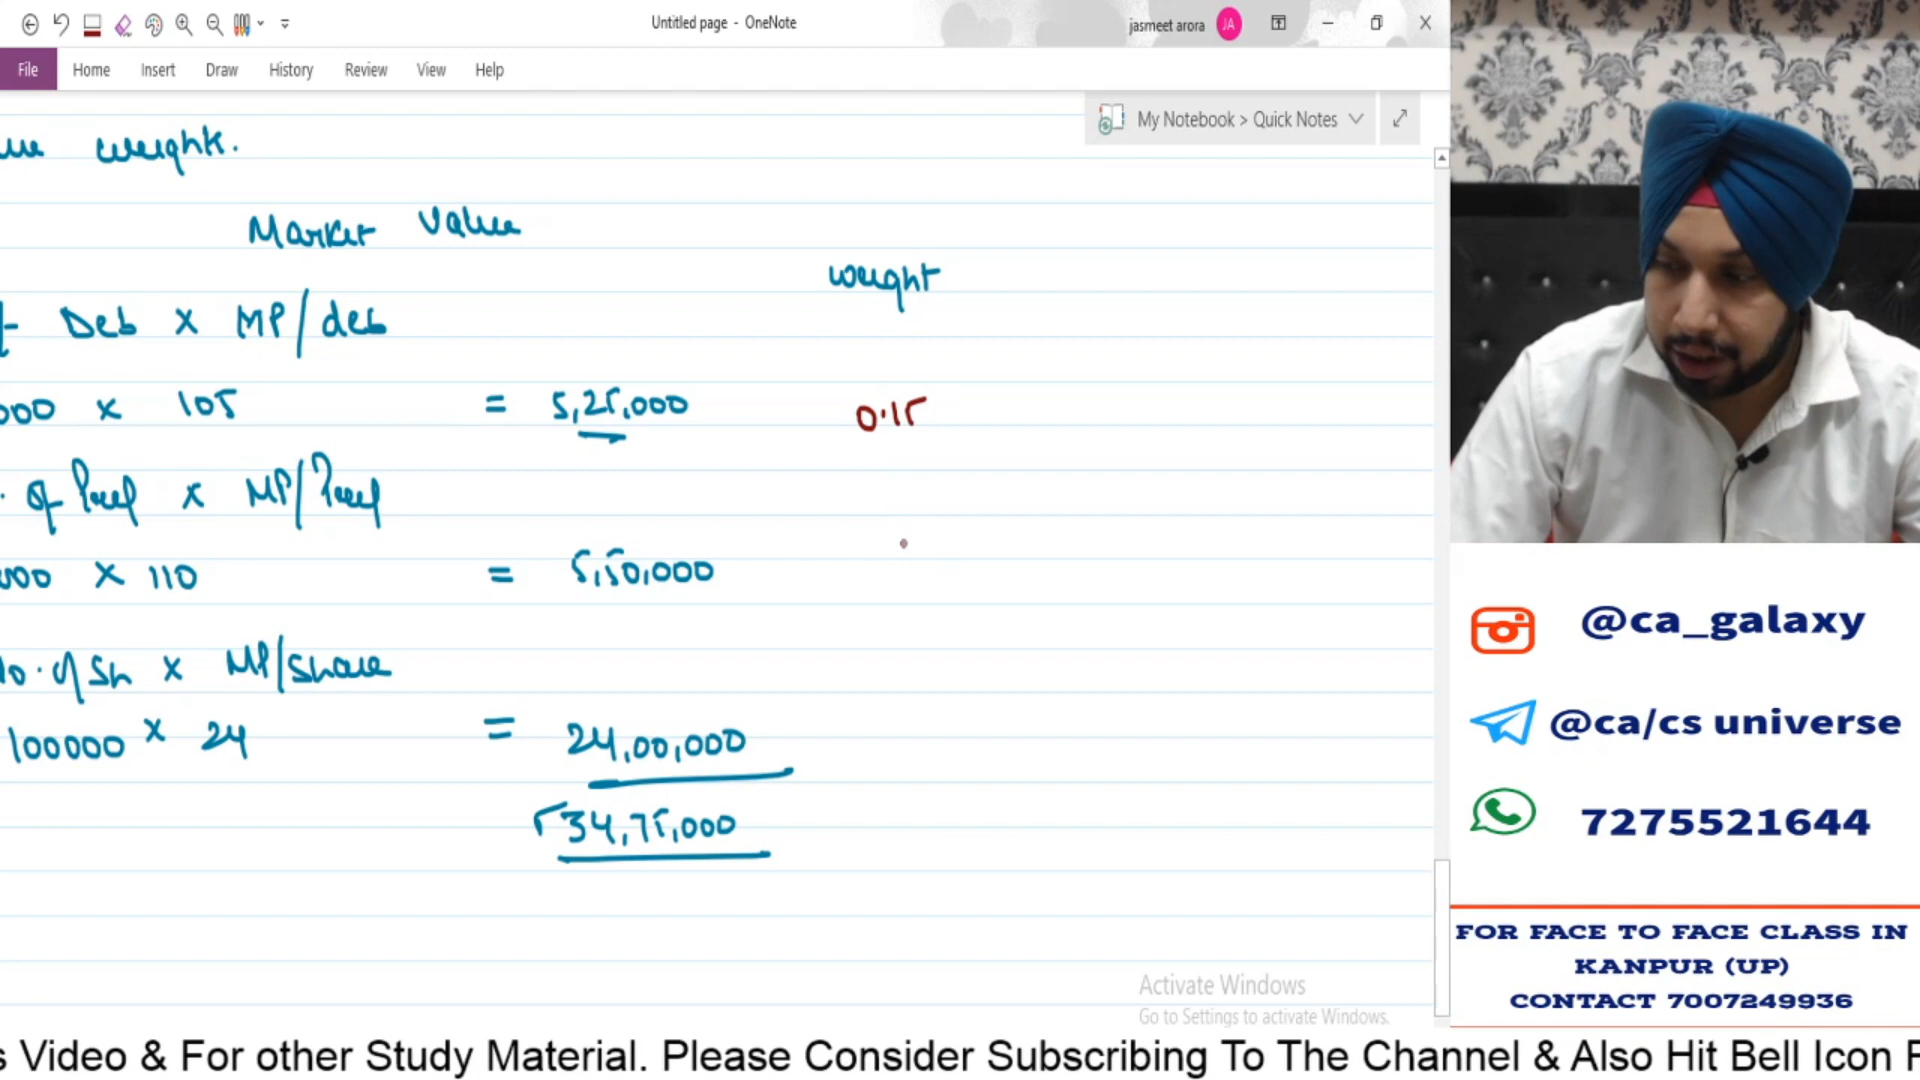 Untitled page - OneNote
jasmeet arora JA
File Home Insert Draw History Review View Help
My Notebook > Quick Notes
weight.
Market Value
weight
Deb x MP/deb
000 x 105 = 5,25,000 0.15
. of Pref x MP/Pref
000 x 110 = 5,50,000
No. of Sh x MP/share
100000 x 24 = 24,00,000
34,75,000
@ca_galaxy
@ca/cs universe
7275521644
FOR FACE TO FACE CLASS IN
KANPUR (UP)
CONTACT 7007249936
Activate Windows
Go to Settings to activate Windows.
s Video & For other Study Material. Please Consider Subscribing To The Channel & Also Hit Bell Icon F